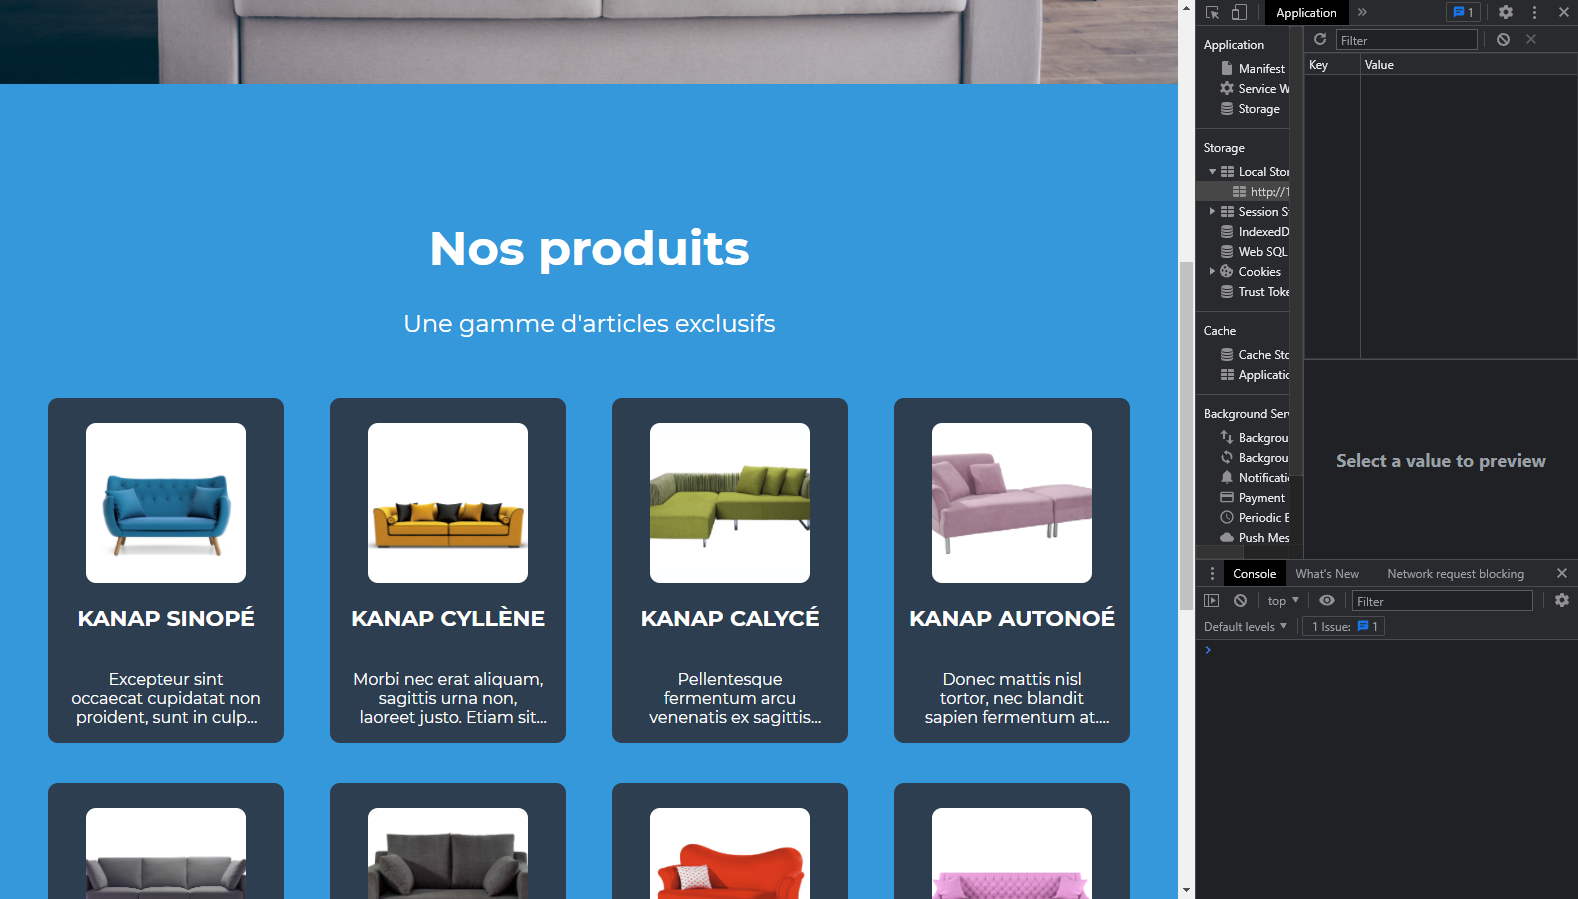 Nos produits
Une gamme d'articles exclusifs
KANAP SINOPÉ
Excepteur sint
occaecat cupidatat non
proident, sunt in culp...
KANAP CYLLÈNE
Morbi nec erat aliquam,
sagittis urna non,
laoreet justo. Etiam sit...
KANAP CALYCÉ
Pellentesque
fermentum arcu
venenatis ex sagittis...
KANAP AUTONOÉ
Donec mattis nisl
tortor, nec blandit
sapien fermentum at....
Application
1
Application
Manifest
Service W
Storage
Storage
Local Stor
http://1
Session S
IndexedD
Web SQL
Cookies
Trust Toke
Cache
Cache Sto
Applicatio
Background Serv
Backgrou
Backgrou
Notificati
Payment
Periodic B
Push Mes
Filter
Key Value
Select a value to preview
Console What's New Network request blocking
top Filter
Default levels 1 Issue: 1